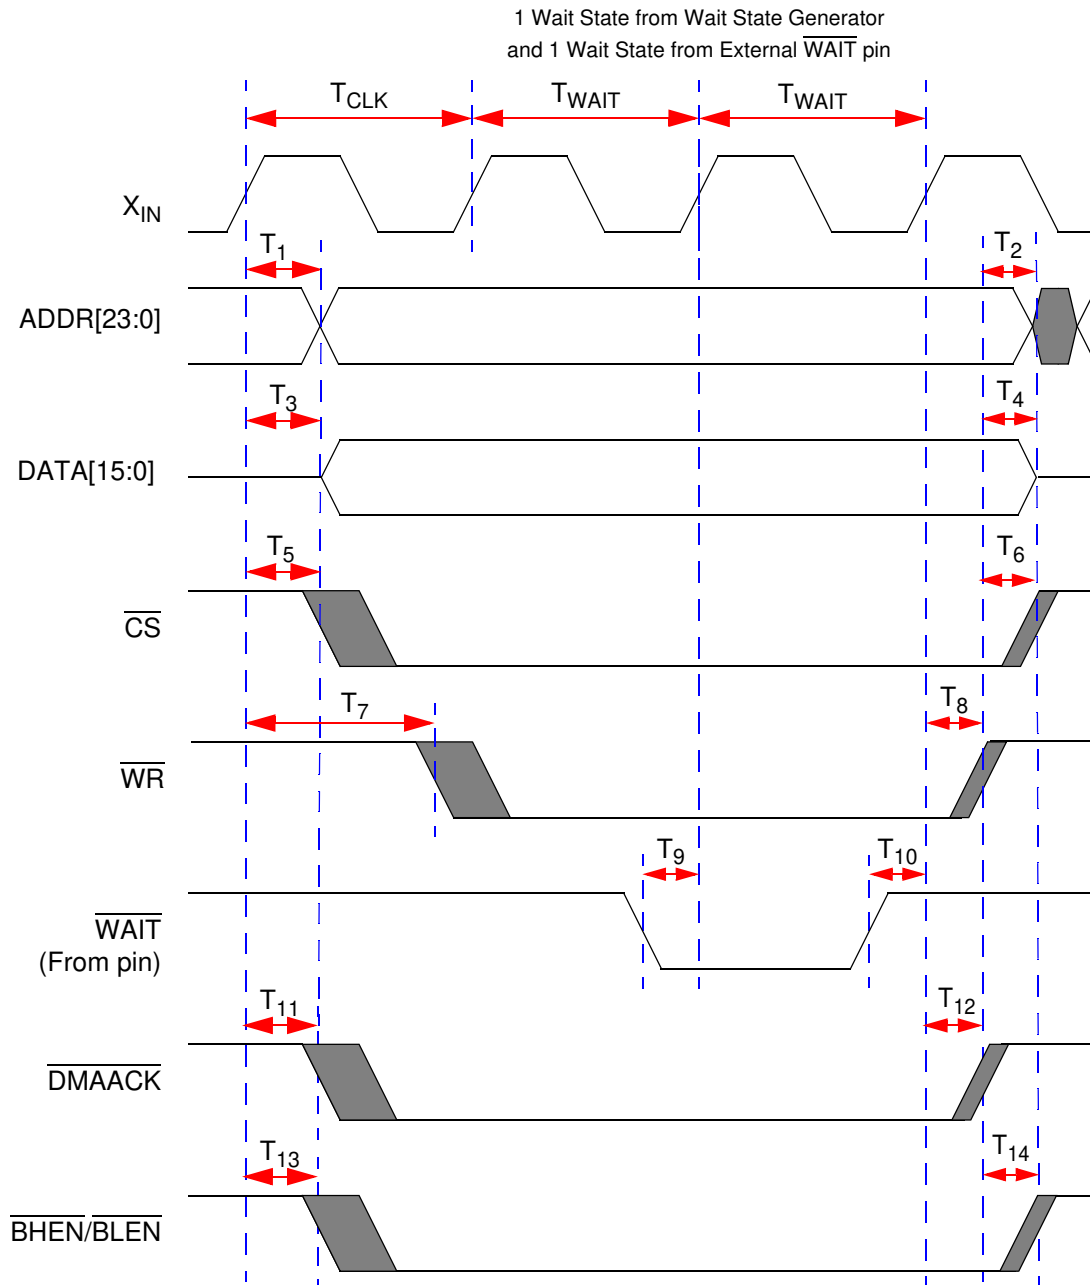 1 Wait State from Wait State Generator
and 1 Wait State from External WAIT pin
TCLK TWAIT TWAIT
XIN
T1 T2
ADDR[23:0]
T3 T4
DATA[15:0]
T5 T6
CS
T7 T8
WR
T9 T10
WAIT
(From pin)
T11 T12
DMAACK
T13 T14
BHEN/BLEN